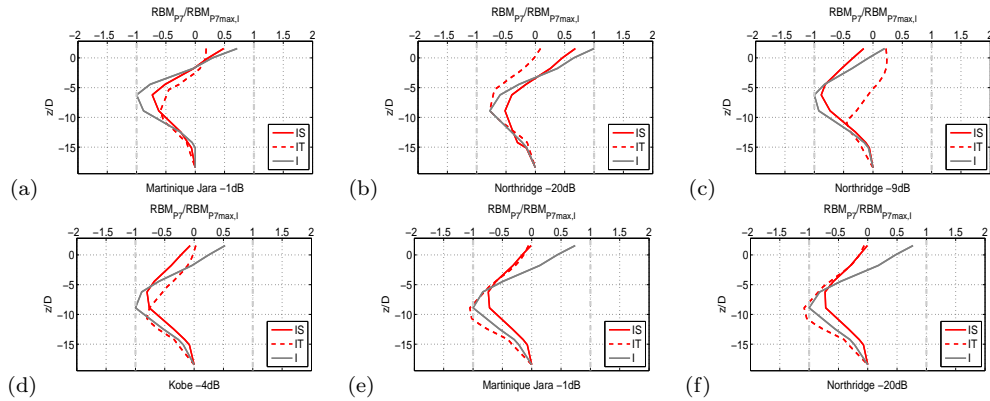 RBM_P7/RBM_P7max,I
−2 −1.5 −1 −0.5 0 0.5 1 1.5 2
0
−5
−10
−15
z/D
IS
IT
I
(a)
Martinique Jara −1dB
RBM_P7/RBM_P7max,I
−2 −1.5 −1 −0.5 0 0.5 1 1.5 2
0
−5
−10
−15
z/D
IS
IT
I
(b)
Northridge −20dB
RBM_P7/RBM_P7max,I
−2 −1.5 −1 −0.5 0 0.5 1 1.5 2
0
−5
−10
−15
z/D
IS
IT
I
(c)
Northridge −9dB
RBM_P7/RBM_P7max,I
−2 −1.5 −1 −0.5 0 0.5 1 1.5 2
0
−5
−10
−15
z/D
IS
IT
I
(d)
Kobe −4dB
RBM_P7/RBM_P7max,I
−2 −1.5 −1 −0.5 0 0.5 1 1.5 2
0
−5
−10
−15
z/D
IS
IT
I
(e)
Martinique Jara −1dB
RBM_P7/RBM_P7max,I
−2 −1.5 −1 −0.5 0 0.5 1 1.5 2
0
−5
−10
−15
z/D
IS
IT
I
(f)
Northridge −20dB